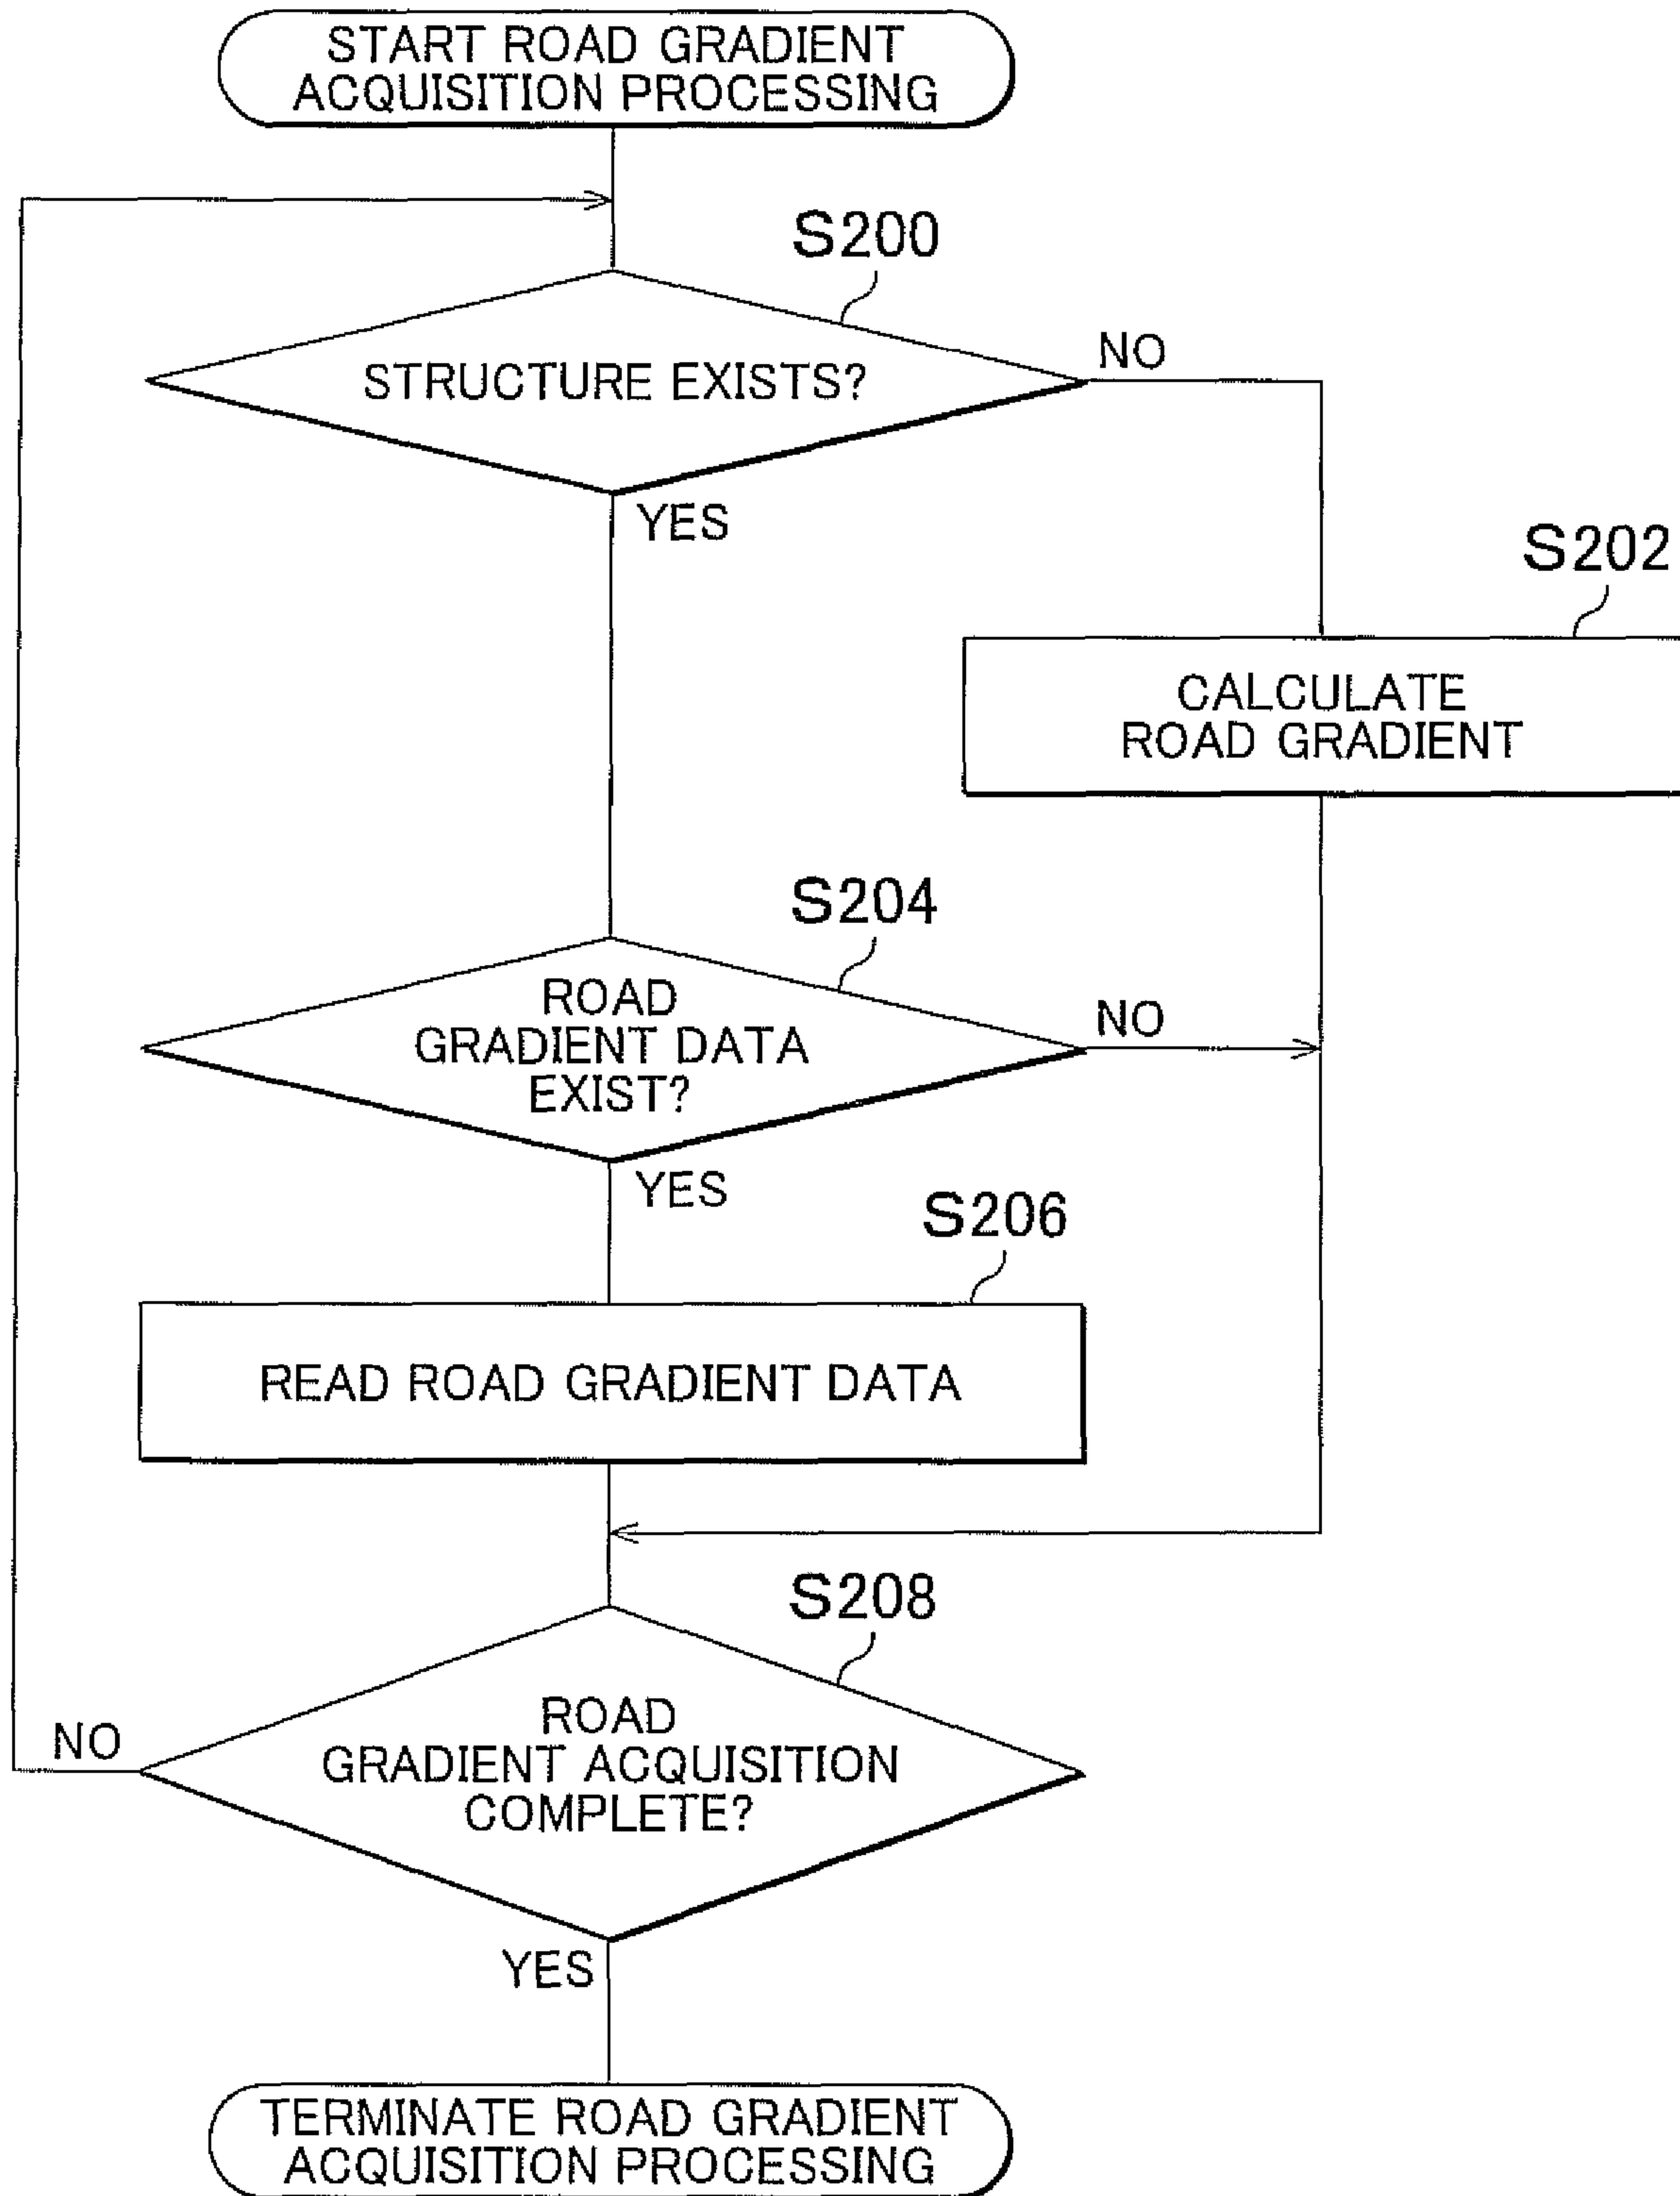 START ROAD GRADIENT
ACQUISITION PROCESSING
S200
STRUCTURE EXISTS?
NO
YES
S202
CALCULATE
ROAD GRADIENT
S204
ROAD
GRADIENT DATA
EXIST?
NO
YES
S206
READ ROAD GRADIENT DATA
S208
ROAD
GRADIENT ACQUISITION
COMPLETE?
NO
YES
TERMINATE ROAD GRADIENT
ACQUISITION PROCESSING